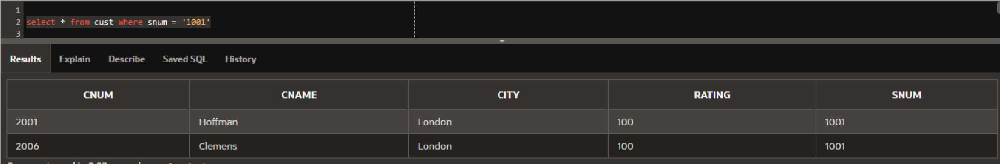 1
2 select * from cust where snum = '1001'
3
Results Explain Describe Saved SQL History
CNUM CNAME CITY RATING SNUM
2001 Hoffman London 100 1001
2006 Clemens London 100 1001